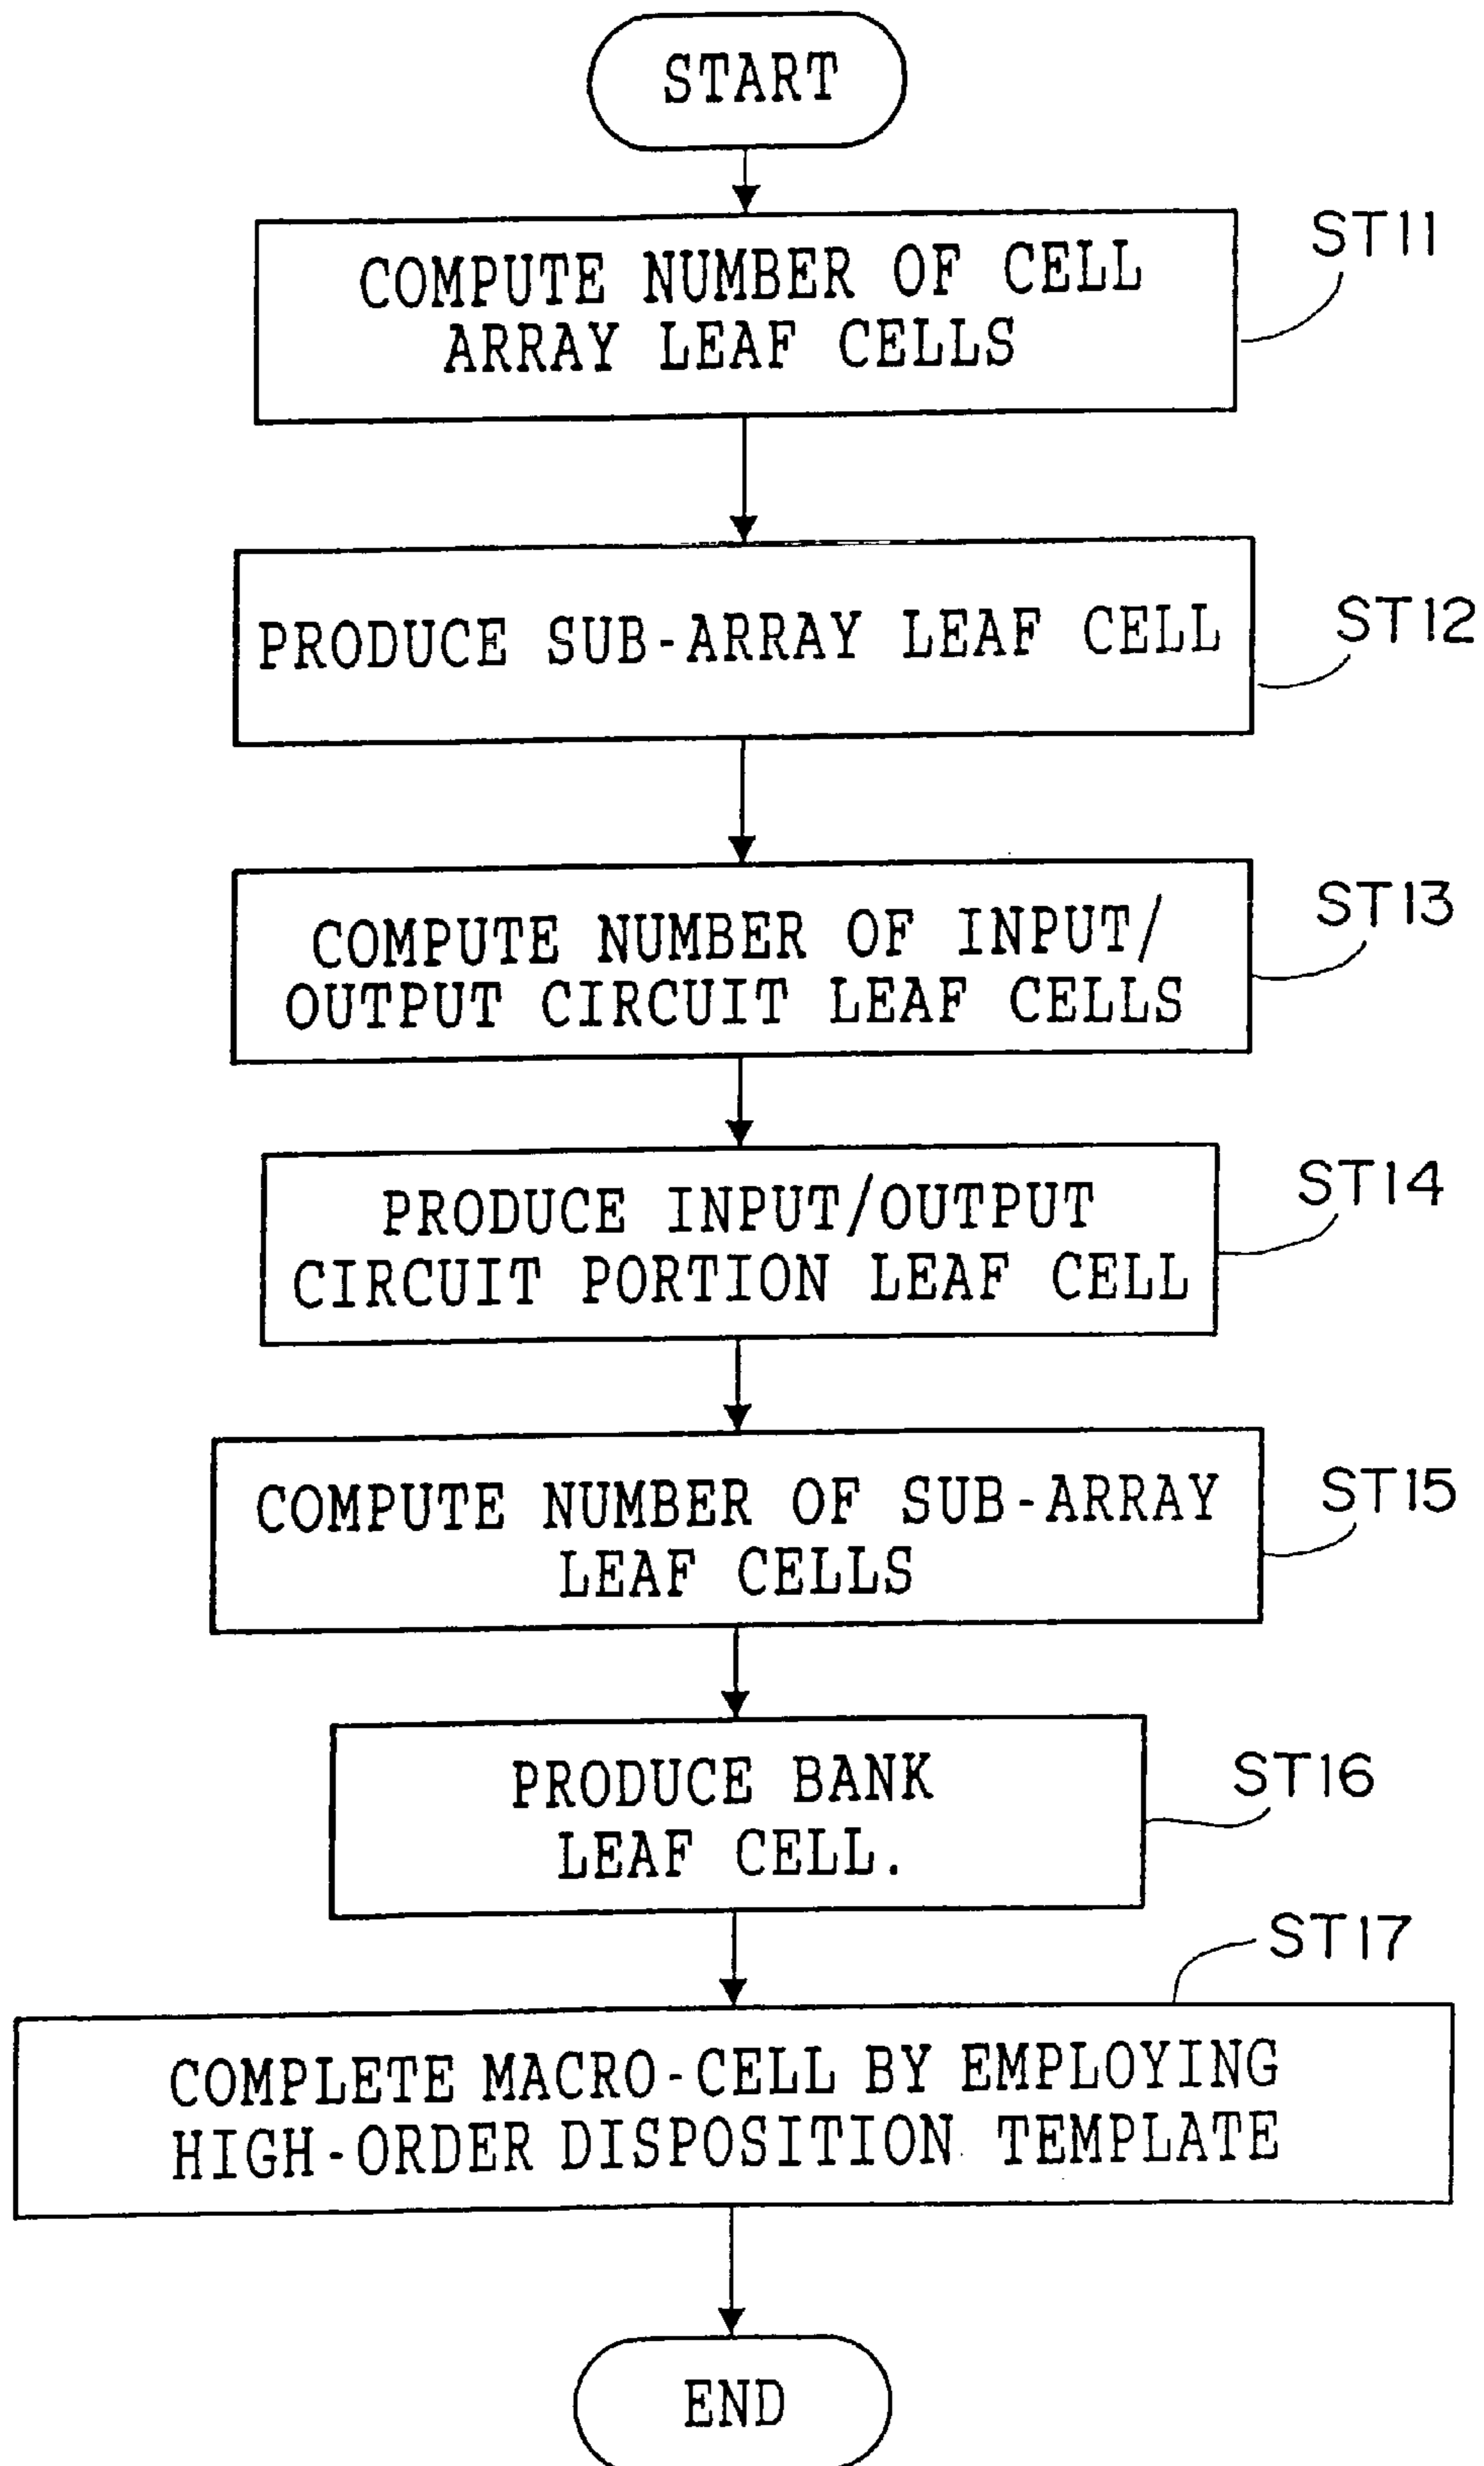 START
ST11
COMPUTE NUMBER OF CELL
ARRAY LEAF CELLS
ST12
PRODUCE SUB-ARRAY LEAF CELL
ST13
COMPUTE NUMBER OF INPUT/
OUTPUT CIRCUIT LEAF CELLS
ST14
PRODUCE INPUT/OUTPUT
CIRCUIT PORTION LEAF CELL
ST15
COMPUTE NUMBER OF SUB-ARRAY
LEAF CELLS
ST16
PRODUCE BANK
LEAF CELL.
ST17
COMPLETE MACRO-CELL BY EMPLOYING
HIGH-ORDER DISPOSITION TEMPLATE
END